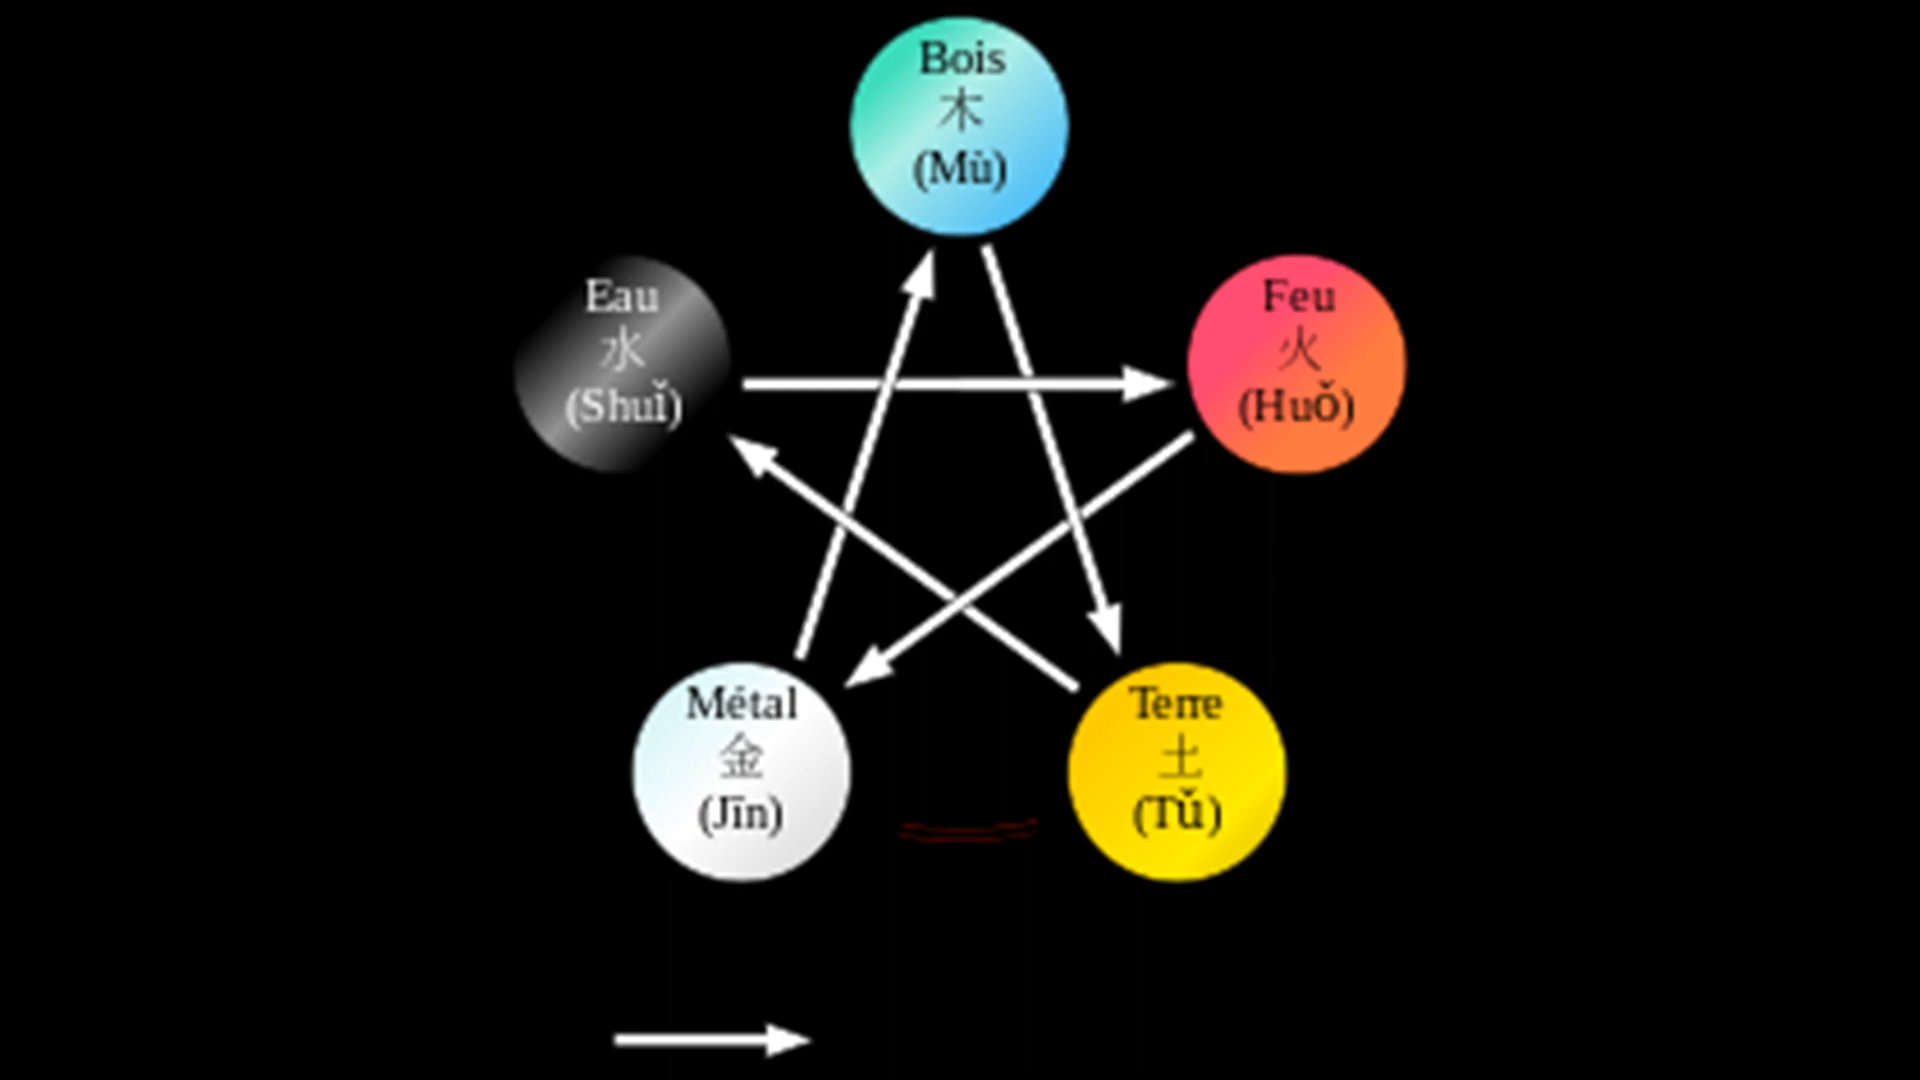 Bois
木
(Mù)
Eau
水
(Shuǐ)
Feu
火
(Huǒ)
Métal
金
(Jīn)
Terre
土
(Tǔ)